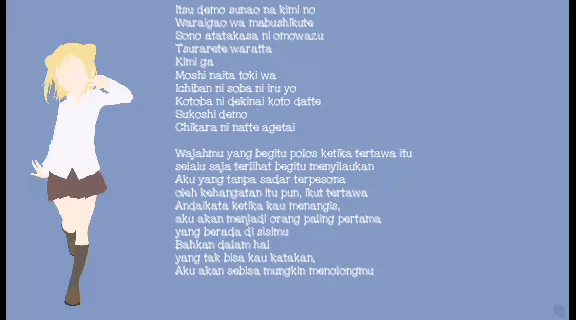 Itsu demo sunao na kimi no
Waraigao wa mabushikute
Sono atatakasa ni omowazu
Tsurarete waratta
Kimi ga
Moshi naita toki wa
Ichiban ni soba ni iru yo
Kotoba ni dekinai koto datte
Sukoshi demo
Chikara ni natte agetai
Wajahmu yang begitu polos ketika tertawa itu
selalu saja terlihat begitu menyilaukan
Aku yang tanpa sadar terpesona
oleh kehangatan itu pun, ikut tertawa
Andaikata ketika kau menangis,
aku akan menjadi orang paling pertama
yang berada di sisimu
Bahkan dalam hal
yang tak bisa kau katakan,
Aku akan sebisa mungkin menolongmu